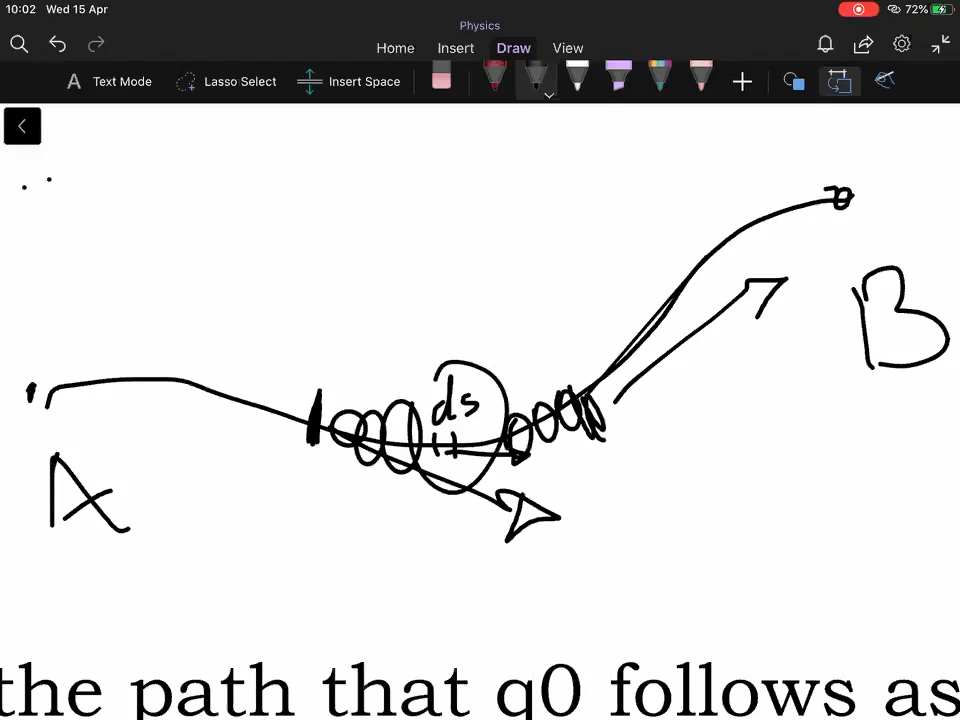 10:02 Wed 15 Apr
72%
Physics
Home Insert Draw View
Text Mode Lasso Select Insert Space
B
ds
A
the path that q0 follows as